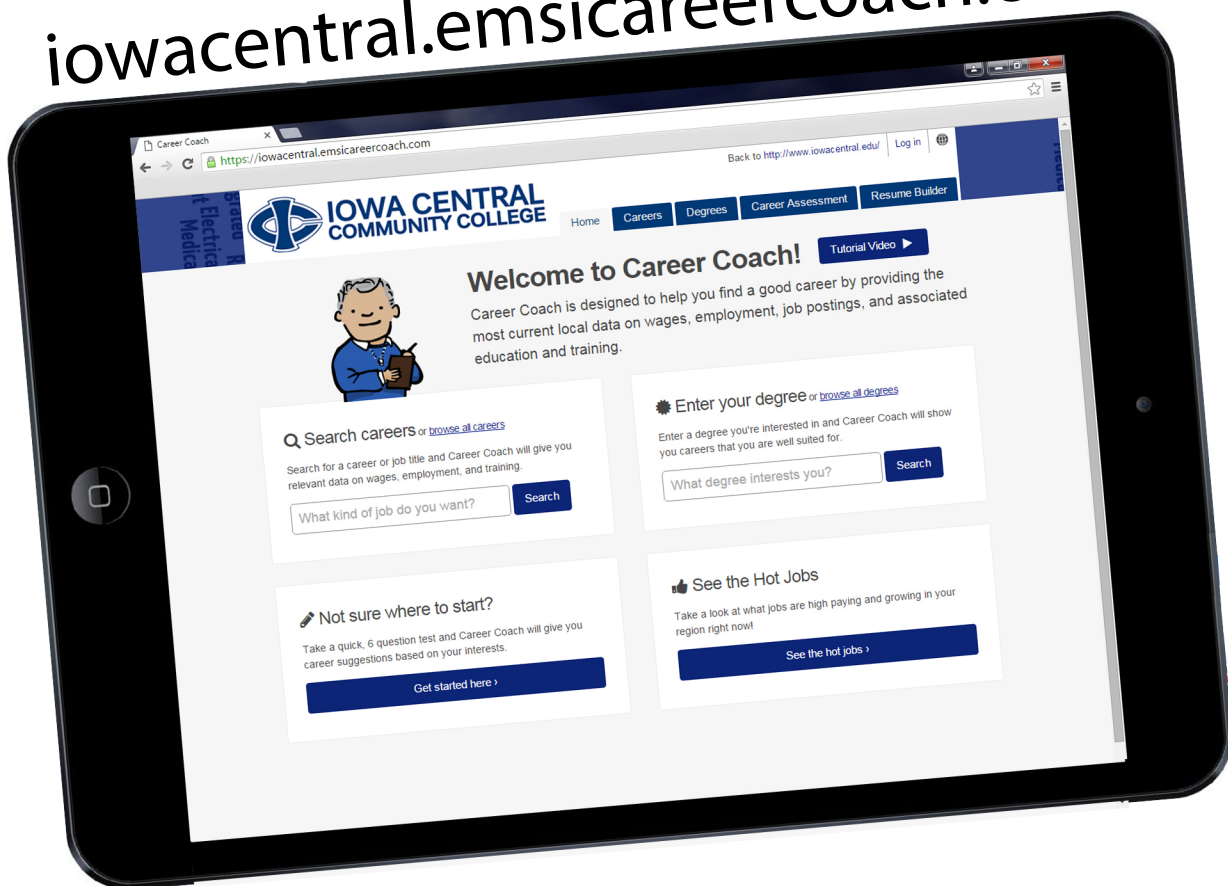 iowacentral.emsicareercoach.
Career Coach
https://iowacentral.emsicareercoach.com
Back to http://www.iowacentral.edu/ Log in
Electrica
Medica
IOWA CENTRAL
COMMUNITY COLLEGE
Home Careers Degrees Career Assessment Resume Builder
Welcome to Career Coach! Tutorial Video
Career Coach is designed to help you find a good career by providing the
most current local data on wages, employment, job postings, and associated
education and training.
Search careers or browse all careers
Search for a career or job title and Career Coach will give you
relevant data on wages, employment, and training.
What kind of job do you want? Search
Enter your degree or browse all degrees
Enter a degree you're interested in and Career Coach will show
you careers that you are well suited for.
What degree interests you? Search
Not sure where to start?
Take a quick, 6 question test and Career Coach will give you
career suggestions based on your interests.
Get started here ›
See the Hot Jobs
Take a look at what jobs are high paying and growing in your
region right now!
See the hot jobs ›